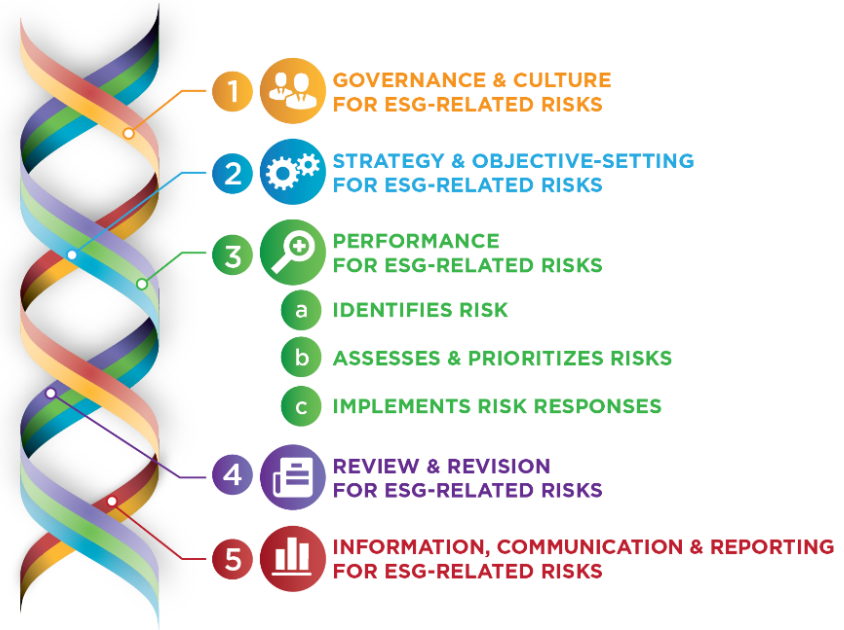 1 GOVERNANCE & CULTURE
FOR ESG-RELATED RISKS
2 STRATEGY & OBJECTIVE-SETTING
FOR ESG-RELATED RISKS
3 PERFORMANCE
FOR ESG-RELATED RISKS
a IDENTIFIES RISK
b ASSESSES & PRIORITIZES RISKS
c IMPLEMENTS RISK RESPONSES
4 REVIEW & REVISION
FOR ESG-RELATED RISKS
5 INFORMATION, COMMUNICATION & REPORTING
FOR ESG-RELATED RISKS